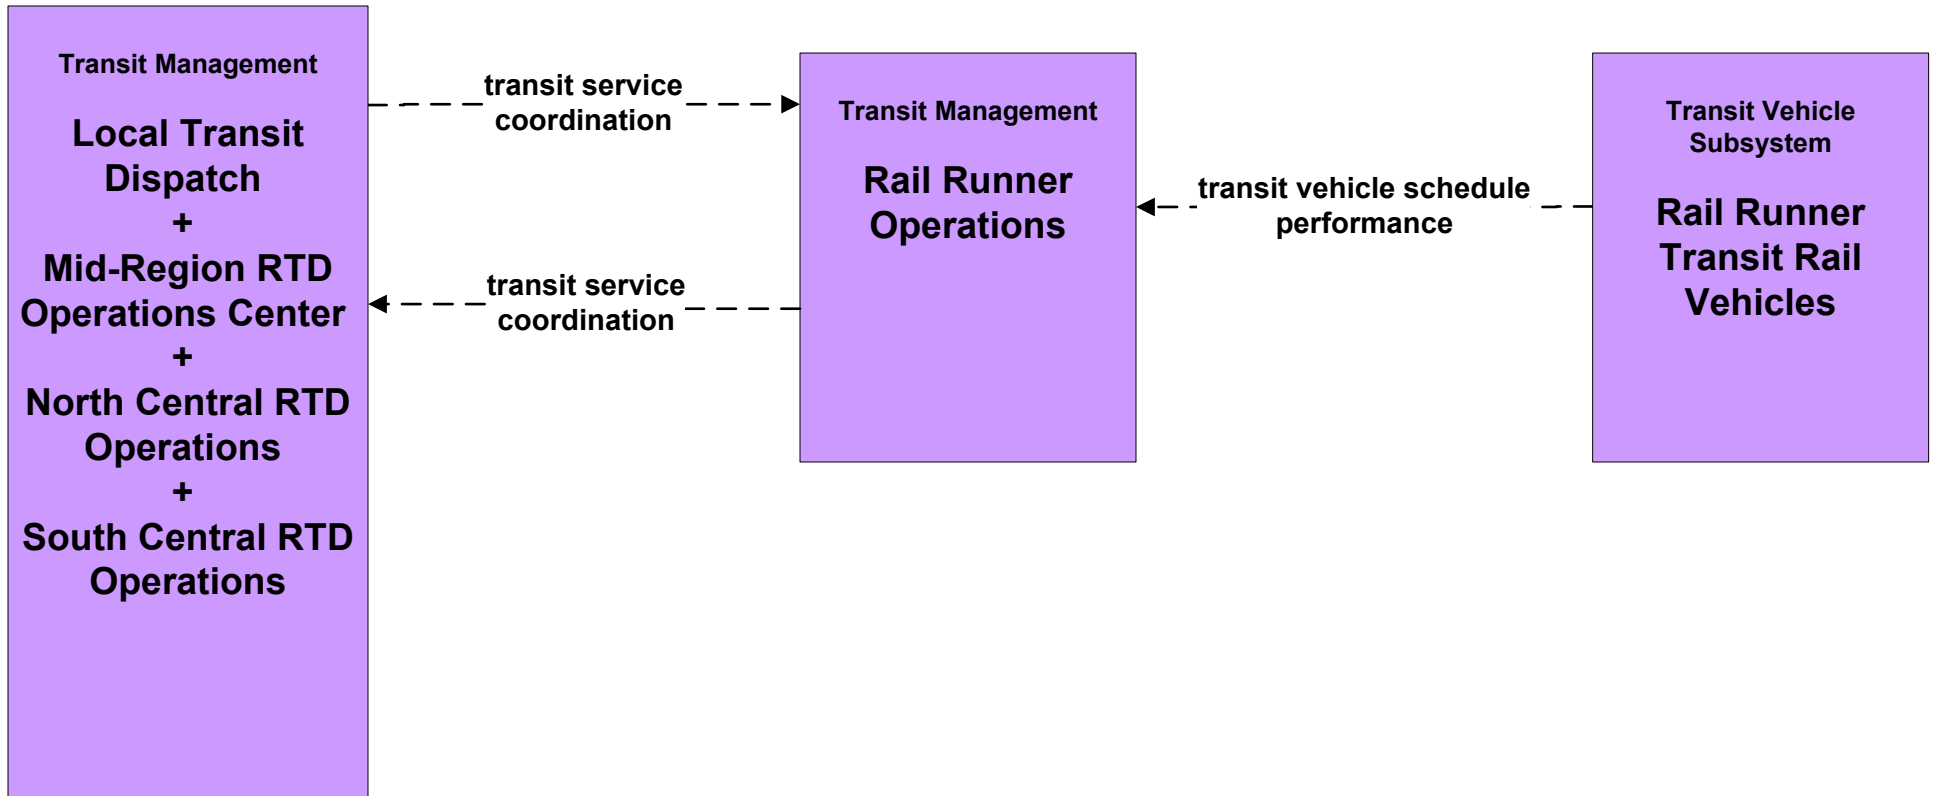 Transit Management
Local Transit
Dispatch
+
Mid-Region RTD
Operations Center
+
North Central RTD
Operations
+
South Central RTD
Operations
transit service
coordination
transit service
coordination
Transit Management
Rail Runner
Operations
transit vehicle schedule
performance
Transit Vehicle
Subsystem
Rail Runner
Transit Rail
Vehicles